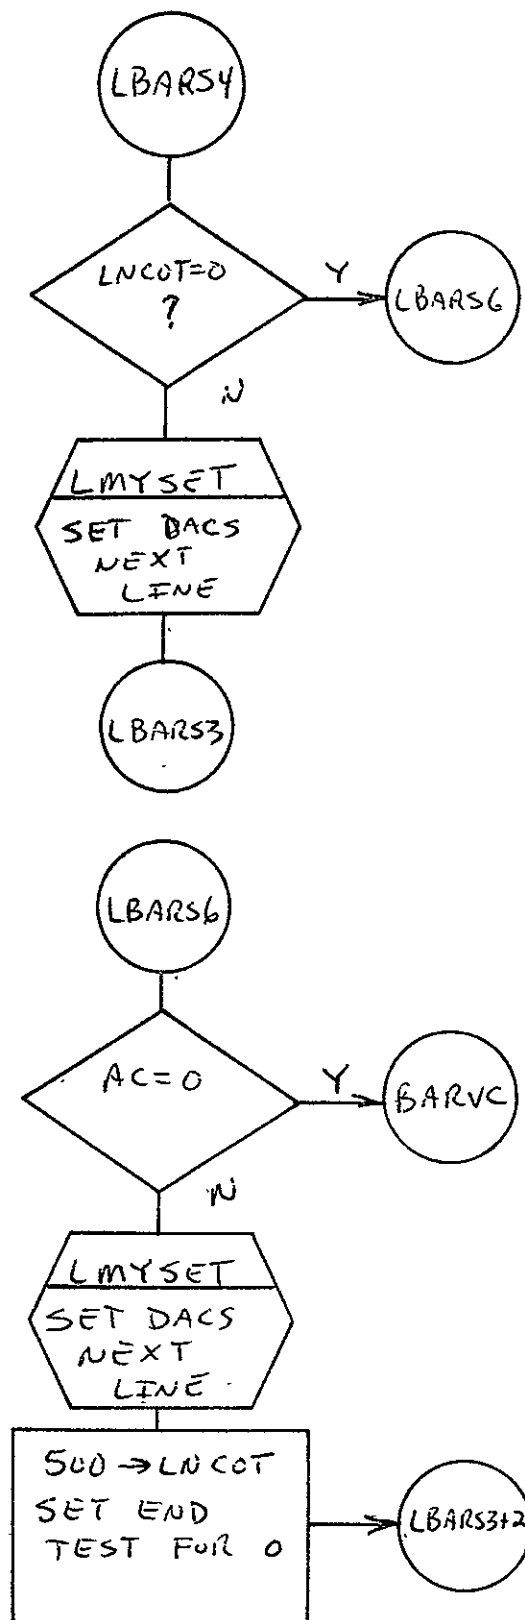 LBARS4
LNCOT=0
?
Y
LBARS6
N
LMYSET
SET DACS
NEXT
LINE
LBARS3
LBARS6
AC=0
Y
BARVC
N
LMYSET
SET DACS
NEXT
LINE
500→LNCOT
SET END
TEST FOR 0
LBARS3+2